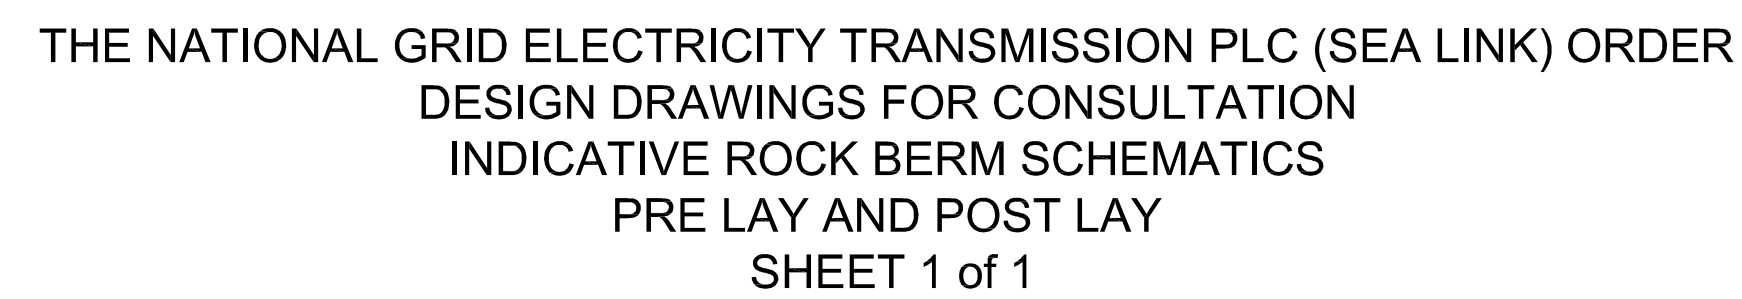 THE NATIONAL GRID ELECTRICITY TRANSMISSION PLC (SEA LINK) ORDER
DESIGN DRAWINGS FOR CONSULTATION
INDICATIVE ROCK BERM SCHEMATICS
PRE LAY AND POST LAY
SHEET 1 of 1